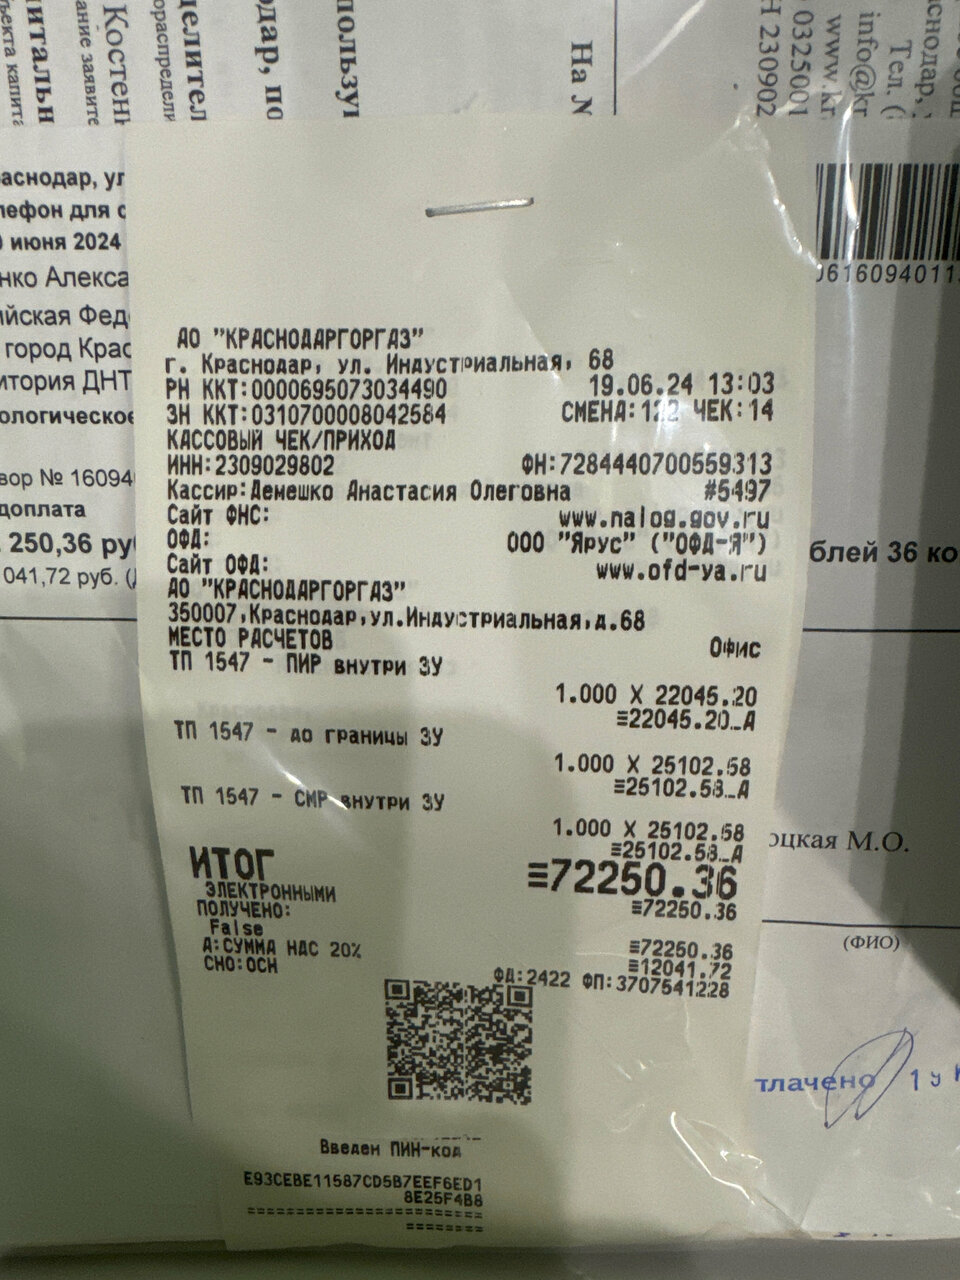 Костен
делител
одар, по
пользуј
На №
info@kr
www.kr
0325001
Н 230902
Тел. (
снодар,
аснодар, ул
лефон для с
июня 2024
нко Алекса
йская Фед
город Крас
итория ДНТ
ологическое
вор № 16094
доплата
250,36 ру
041,72 руб. (
АО "КРАСНОДАРГОРГАЗ"
г. Краснодар, ул. Индустриальная, 68
РН ККТ:0000695073034490 19.06.24 13:03
ЗН ККТ:0310700008042584 СМЕНА:122 ЧЕК:14
КАССОВЫЙ ЧЕК/ПРИХОД
ИНН:2309029802 ФН:7284440700559313
Кассир:Демешко Анастасия Олеговна #5497
Сайт ФНС: www.nalog.gov.ru
ОФД: ООО "Ярус" ("ОФД-Я")
Сайт ОФД: www.ofd-ya.ru
АО "КРАСНОДАРГОРГАЗ"
350007,Краснодар,ул.Индустриальная,д.68
МЕСТО РАСЧЕТОВ Офис
ТП 1547 - ПИР внутри ЗУ
1.000 X 22045.20
≡22045.20_А
ТП 1547 - до границы ЗУ
1.000 X 25102.58
≡25102.58_А
ТП 1547 - СМР внутри ЗУ
1.000 X 25102.58
≡25102.58_А
ИТОГ ≡72250.36
ЭЛЕКТРОННЫМИ ≡72250.36
ПОЛУЧЕНО:
False ≡72250.36
А:СУММА НДС 20% ≡12041.72
СНО:ОСН ФД:2422 ФП:3707541228
Введен ПИН-код
E93CEBE11587CD5B7EEF6ED1
8E25F4B8
блей 36 ко
оцкая М.О.
(ФИО)
тлачено